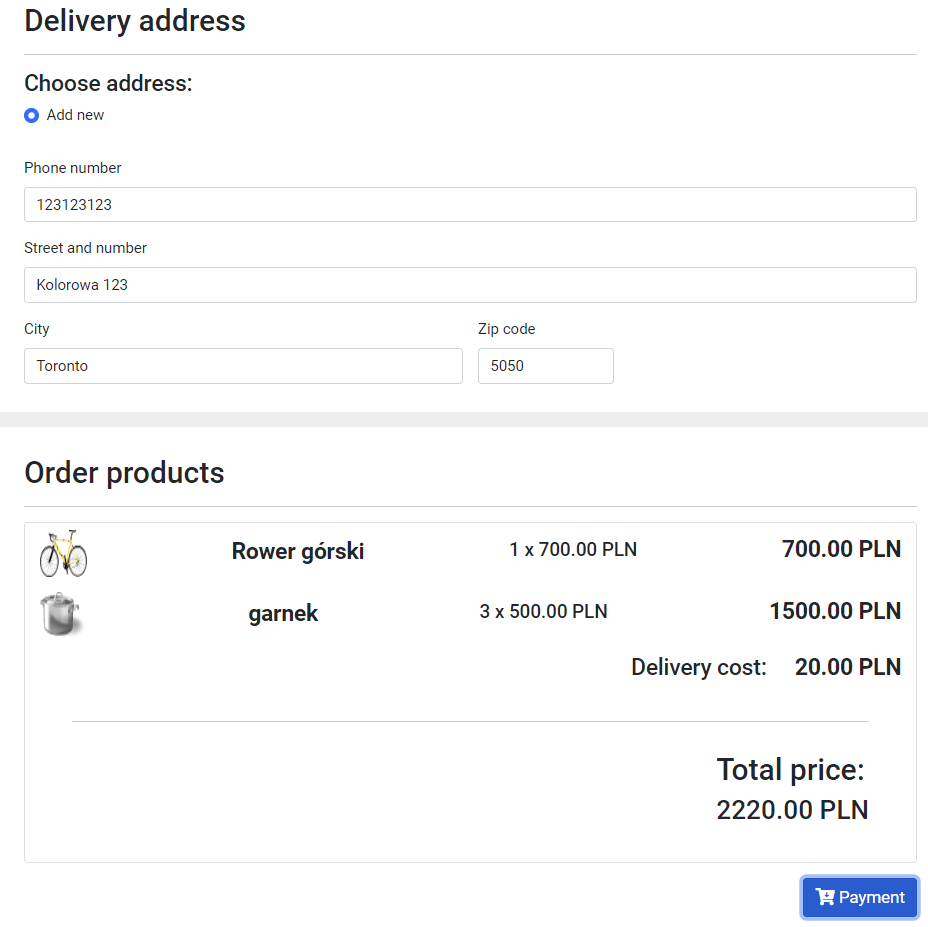 Delivery address
Choose address:
Add new
Phone number
123123123
Street and number
Kolorowa 123
City Zip code
Toronto 5050
Order products
Rower górski 1 x 700.00 PLN 700.00 PLN
garnek 3 x 500.00 PLN 1500.00 PLN
Delivery cost: 20.00 PLN
Total price:
2220.00 PLN
Payment